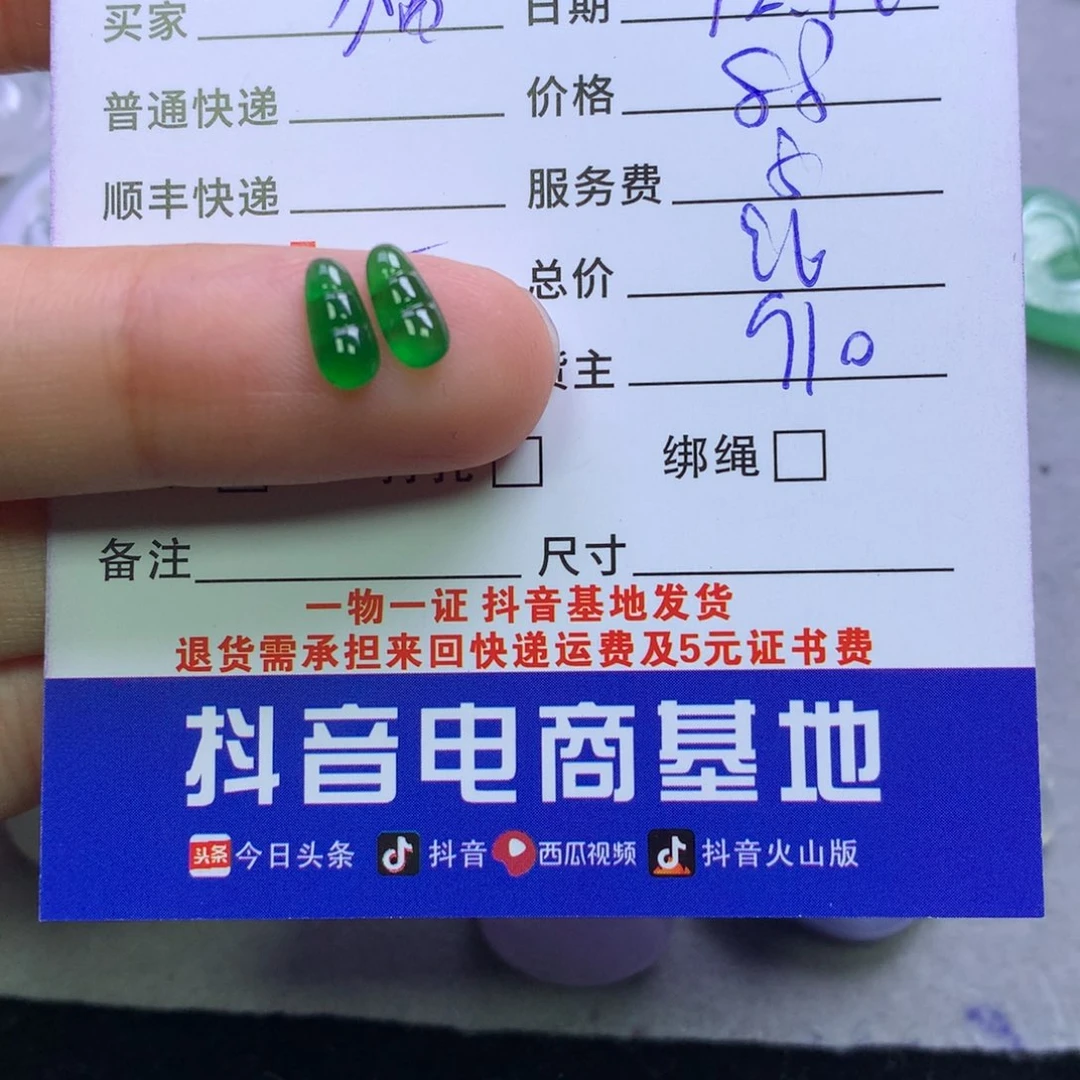 买家 日期
普通快递 价格 88
顺丰快递 服务费
总价
主 910
绑绳
备注 尺寸
一物一证 抖音基地发货
退货需承担来回快递运费及5元证书费
抖音电商基地
头条 今日头条 抖音 西瓜视频 抖音火山版